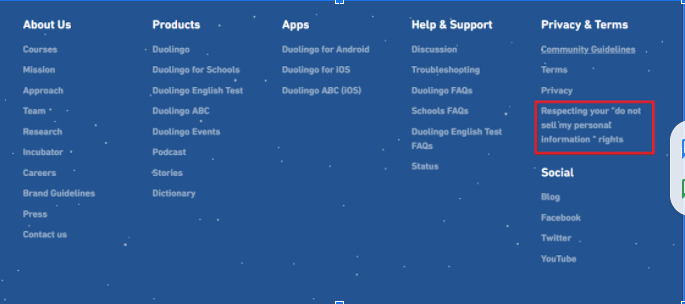 About Us
Courses
Mission
Approach
Team
Research
Incubator
Careers
Brand Guidelines
Press
Contact us
Products
Duolingo
Duolingo for Schools
Duolingo English Test
Duolingo ABC
Duolingo Events
Podcast
Stories
Dictionary
Apps
Duolingo for Android
Duolingo for iOS
Duolingo ABC (iOS)
Help & Support
Discussion
Troubleshooting
Duolingo FAQs
Schools FAQs
Duolingo English Test
FAQs
Status
Privacy & Terms
Community Guidelines
Terms
Privacy
Respecting your "do not
sell my personal
information " rights
Social
Blog
Facebook
Twitter
YouTube